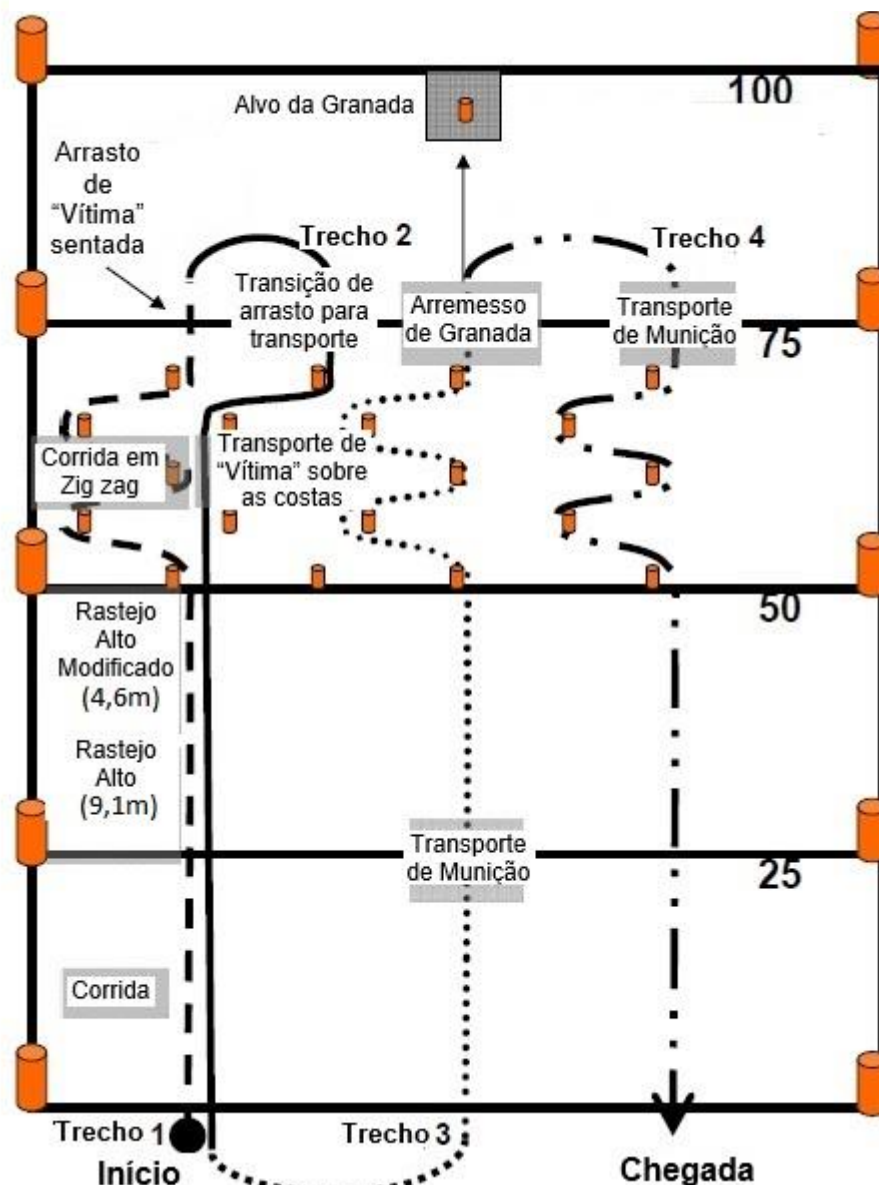 100
Alvo da Granada
Arrasto
de
“Vítima”
sentada
Trecho 2
Trecho 4
Transição de
arrasto para
transporte
Arremesso
de Granada
Transporte
de Munição
75
Corrida em
Zig zag
Transporte de
“Vítima” sobre
as costas
50
Rastejo
Alto
Modificado
(4,6m)
Rastejo
Alto
(9,1m)
Transporte
de Munição
25
Corrida
Trecho 1
Trecho 3
Início
Chegada